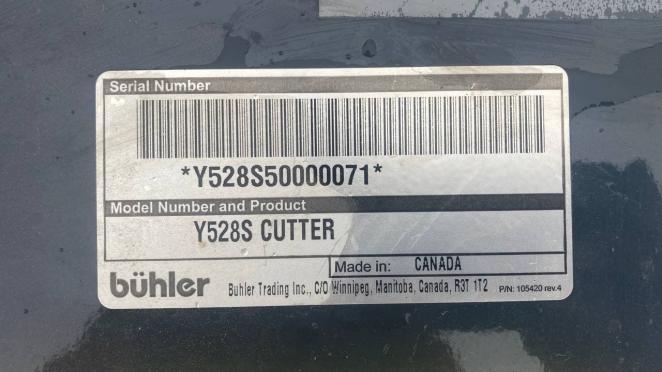 Serial Number
*Y528S50000071*
Model Number and Product
Y528S CUTTER
Made in: CANADA
bühler Buhler Trading Inc., C/O Winnipeg, Manitoba, Canada, R3T 1T2 P/N: 105420 rev.4